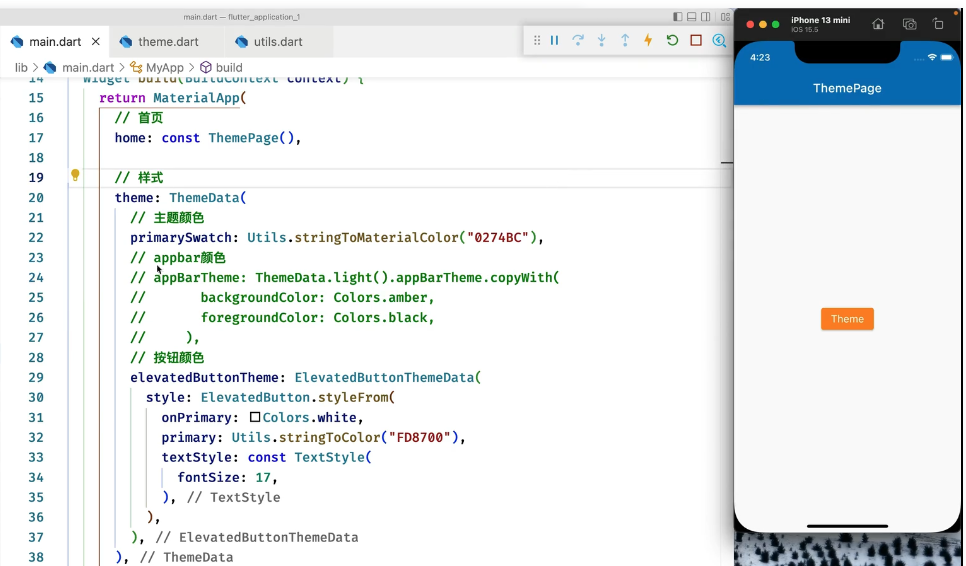 main.dart — flutter_application_1
main.dart
theme.dart
utils.dart
lib > main.dart > MyApp > build
14 Widget build(BuildContext context) {
15 return MaterialApp(
16 // 首页
17 home: const ThemePage(),
18
19 // 样式
20 theme: ThemeData(
21 // 主题颜色
22 primarySwatch: Utils.stringToMaterialColor("0274BC"),
23 // appbar颜色
24 // appBarTheme: ThemeData.light().appBarTheme.copyWith(
25 // backgroundColor: Colors.amber,
26 // foregroundColor: Colors.black,
27 // ),
28 // 按钮颜色
29 elevatedButtonTheme: ElevatedButtonThemeData(
30 style: ElevatedButton.styleFrom(
31 onPrimary: Colors.white,
32 primary: Utils.stringToColor("FD8700"),
33 textStyle: const TextStyle(
34 fontSize: 17,
35 ), // TextStyle
36 ),
37 ), // ElevatedButtonThemeData
38 ), // ThemeData
iPhone 13 mini
iOS 15.5
4:23
ThemePage
Theme